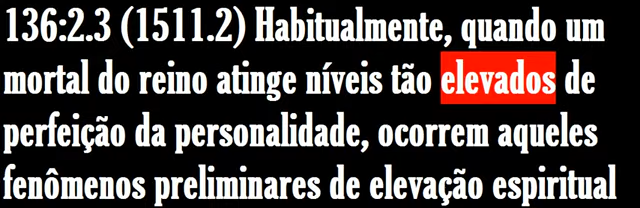 136:2.3 (1511.2) Habitualmente, quando um
mortal do reino atinge níveis tão elevados de
perfeição da personalidade, ocorrem aqueles
fenômenos preliminares de elevação espiritual